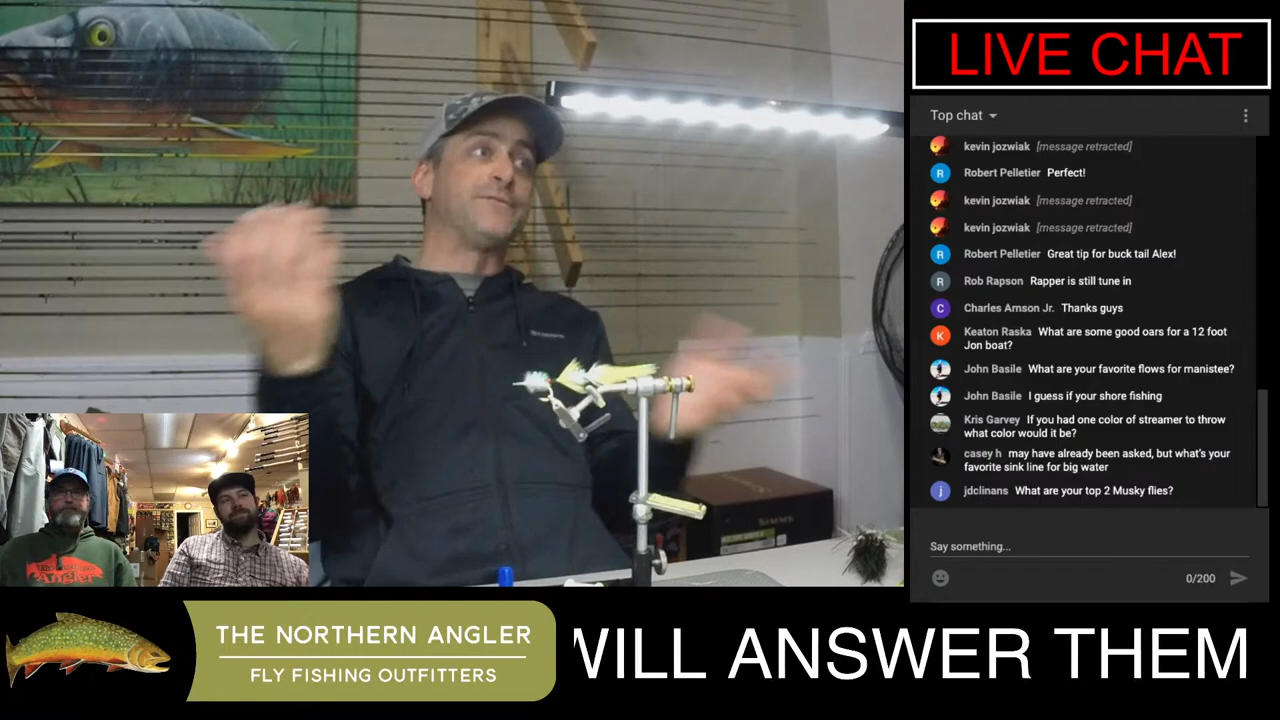 LIVE CHAT
Top chat
kevin jozwiak [message retracted]
Robert Pelletier Perfect!
kevin jozwiak [message retracted]
kevin jozwiak [message retracted]
R Robert Pelletier Great tip for buck tail Alex!
R Rob Rapson Rapper is still tune in
C Charles Arnson Jr. Thanks guys
K Keaton Raska What are some good oars for a 12 foot
Jon boat?
John Basile What are your favorite flows for manistee?
John Basile I guess if your shore fishing
Kris Garvey If you had one color of streamer to throw
what color would it be?
casey h may have already been asked, but what's your
favorite sink line for big water
j jdclinans What are your top 2 Musky flies?
Say something...
0/200
SIMMS
Angler
THE NORTHERN ANGLER
FLY FISHING OUTFITTERS
WILL ANSWER THEM